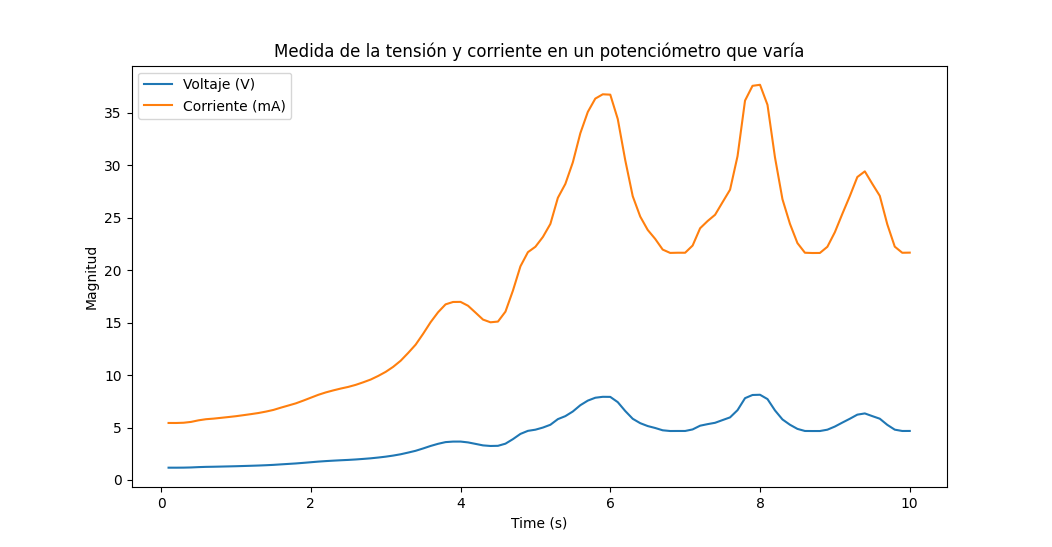 Medida de la tensión y corriente en un potenciómetro que varía
Voltaje (V)
Corriente (mA)
Magnitud
35
30
25
20
15
10
5
0
0 2 4 6 8 10
Time (s)